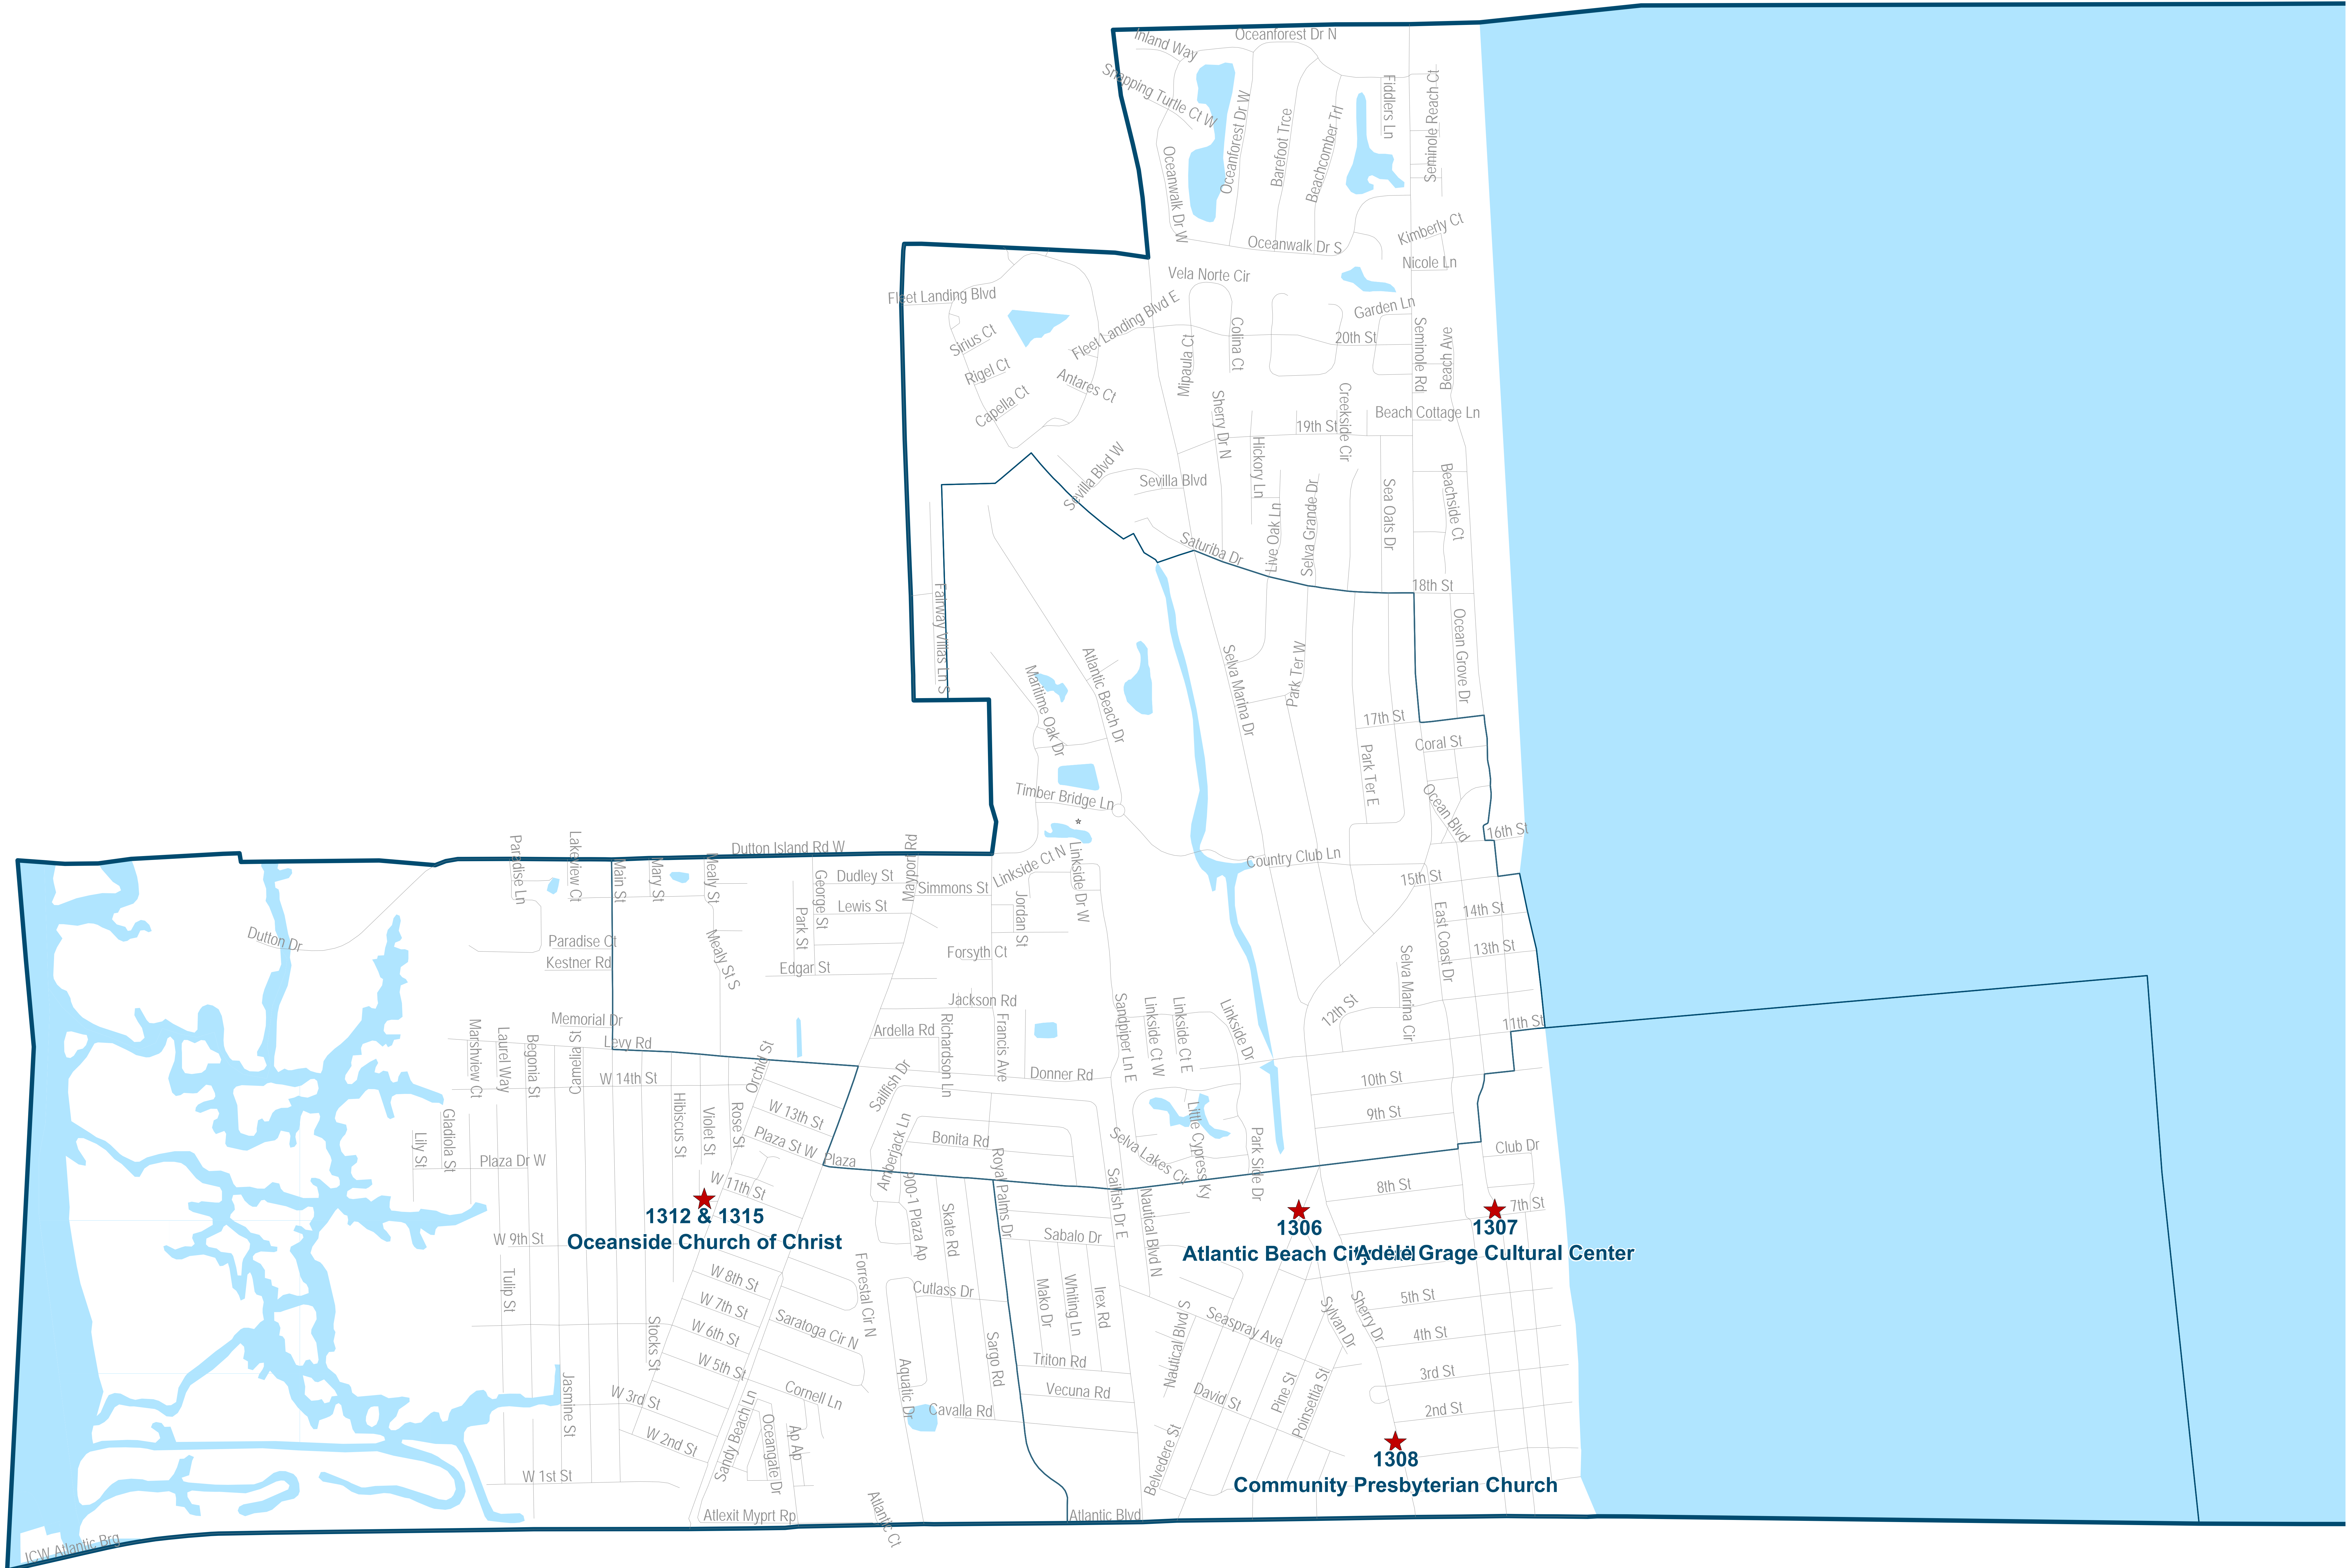 Oceanforest Dr N
Inland Way
Snapping Turtle Ct W
Fiddlers Ln
Seminole Reach Ct
Oceanforest Dr W
Barefoot Trce
Beachcomber Trl
Oceanwalk Dr W
Kimberly Ct
Oceanwalk Dr S
Nicole Ln
Vela Norte Cir
Fleet Landing Blvd
Fleet Landing Blvd E
Garden Ln
Sirius Ct
Colina Ct
20th St
Seminole Rd
Beach Ave
Mipaula Ct
Rigel Ct
Antares Ct
Capella Ct
Sherry Dr N
Creekside Cir
Beach Cottage Ln
19th St
Hickory Ln
Sevilla Blvd W
Sevilla Blvd
Selva Grande Dr
Sea Oats Dr
Beachside Ct
Live Oak Ln
Saturiba Dr
18th St
Fairway Villas Ln S
Ocean Grove Dr
Maritime Oak Dr
Atlantic Beach Dr
Selva Marina Dr
Park Ter W
17th St
Coral St
Park Ter E
Timber Bridge Ln
Ocean Blvd
16th St
Paradise Ln
Lakeview Ct
Main St
Mary St
Mealy St
Dutton Island Rd W
Mayport Rd
Linkside Ct N
Linkside Dr W
Country Club Ln
George St
Dudley St
Simmons St
15th St
Lewis St
Park St
Jordan St
East Coast Dr
14th St
Dutton Dr
Paradise Ct
Kestner Rd
Mealy St S
Edgar St
Forsyth Ct
13th St
Selva Marina Cir
Jackson Rd
12th St
Memorial Dr
Ardella Rd
11th St
Marshview Ct
Laurel Way
Begonia St
Camelia St
Levy Rd
Orchid St
Richardson Ln
Francis Ave
Sandpiper Ln E
Linkside Ct W
Linkside Ct E
Linkside Dr
W 14th St
Sailfish Dr
Donner Rd
10th St
Gladiola St
Lily St
Hibiscus St
Violet St
Rose St
W 13th St
Amberjack Ln
Bonita Rd
Little Cypress Ky
9th St
Plaza Dr W
Plaza St W
Plaza
Selva Lakes Cir
Park Side Dr
Club Dr
W 11th St
900-1 Plaza Ap
Royal Palms Dr
Sailfish Dr E
Nautical Blvd N
8th St
7th St
1312 & 1315
Oceanside Church of Christ
1306
Atlantic Beach City Hall
1307
Adele Grage Cultural Center
W 9th St
Skate Rd
Sabalo Dr
Tulip St
W 8th St
Forrestal Cir N
Cutlass Dr
Mako Dr
Whiting Ln
Irex Rd
5th St
W 7th St
Saratoga Cir N
Nautical Blvd S
Seaspray Ave
Sylvan Dr
Sherry Dr
4th St
W 6th St
Stocks St
Sargo Rd
Triton Rd
3rd St
W 5th St
Jasmine St
W 3rd St
Cornell Ln
Aquatic Dr
Vecuna Rd
David St
Pine St
Poinsettia St
2nd St
Cavalla Rd
W 2nd St
Sandy Beach Ln
Oceangate Dr
Ap Ap
Belvedere St
1308
Community Presbyterian Church
W 1st St
Atlexit Myprt Rp
Atlantic Ct
Atlantic Blvd
ICW Atlantic Brg